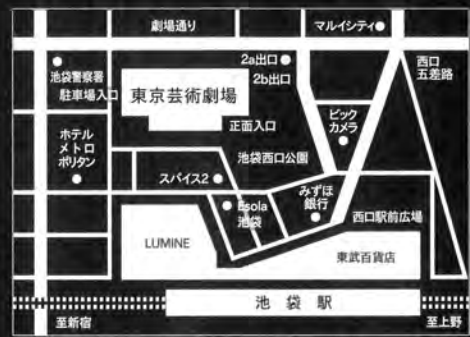 劇場通り
マルイシティ
池袋警察署
駐車場入口
2a出口
2b出口
西口
五差路
東京芸術劇場
正面入口
ビック
カメラ
ホテル
メトロ
ポリタン
池袋西口公園
スパイス2
Esola
池袋
みずほ
銀行
西口駅前広場
LUMINE
東武百貨店
池袋駅
至新宿
至上野